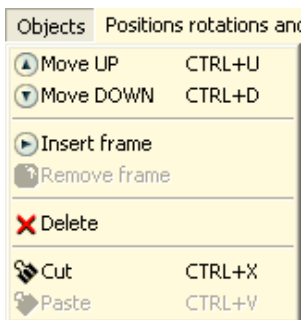 Objects Positions rotations and
Move UP CTRL+U
Move DOWN CTRL+D
Insert frame
Remove frame
Delete
Cut CTRL+X
Paste CTRL+V